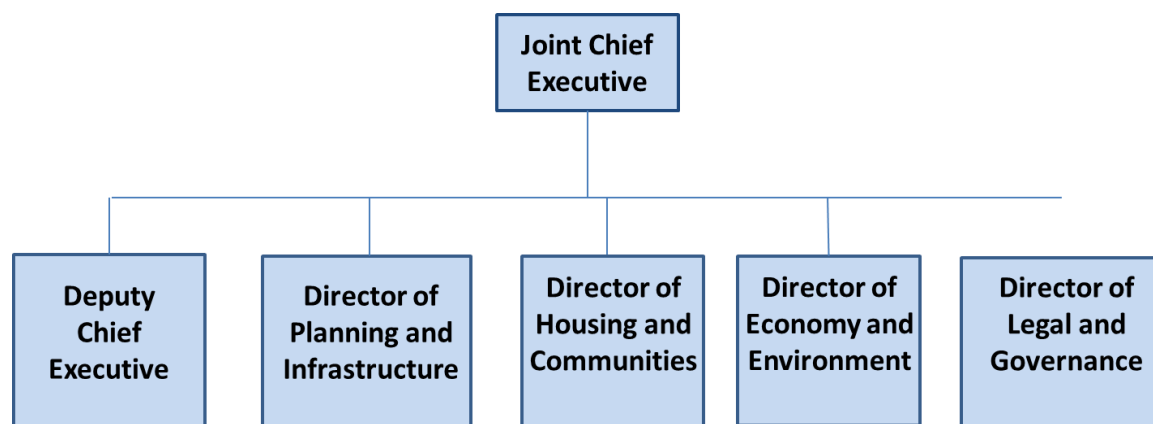 Joint Chief
Executive
Deputy
Chief
Executive
Director of
Planning and
Infrastructure
Director of
Housing and
Communities
Director of
Economy and
Environment
Director of
Legal and
Governance